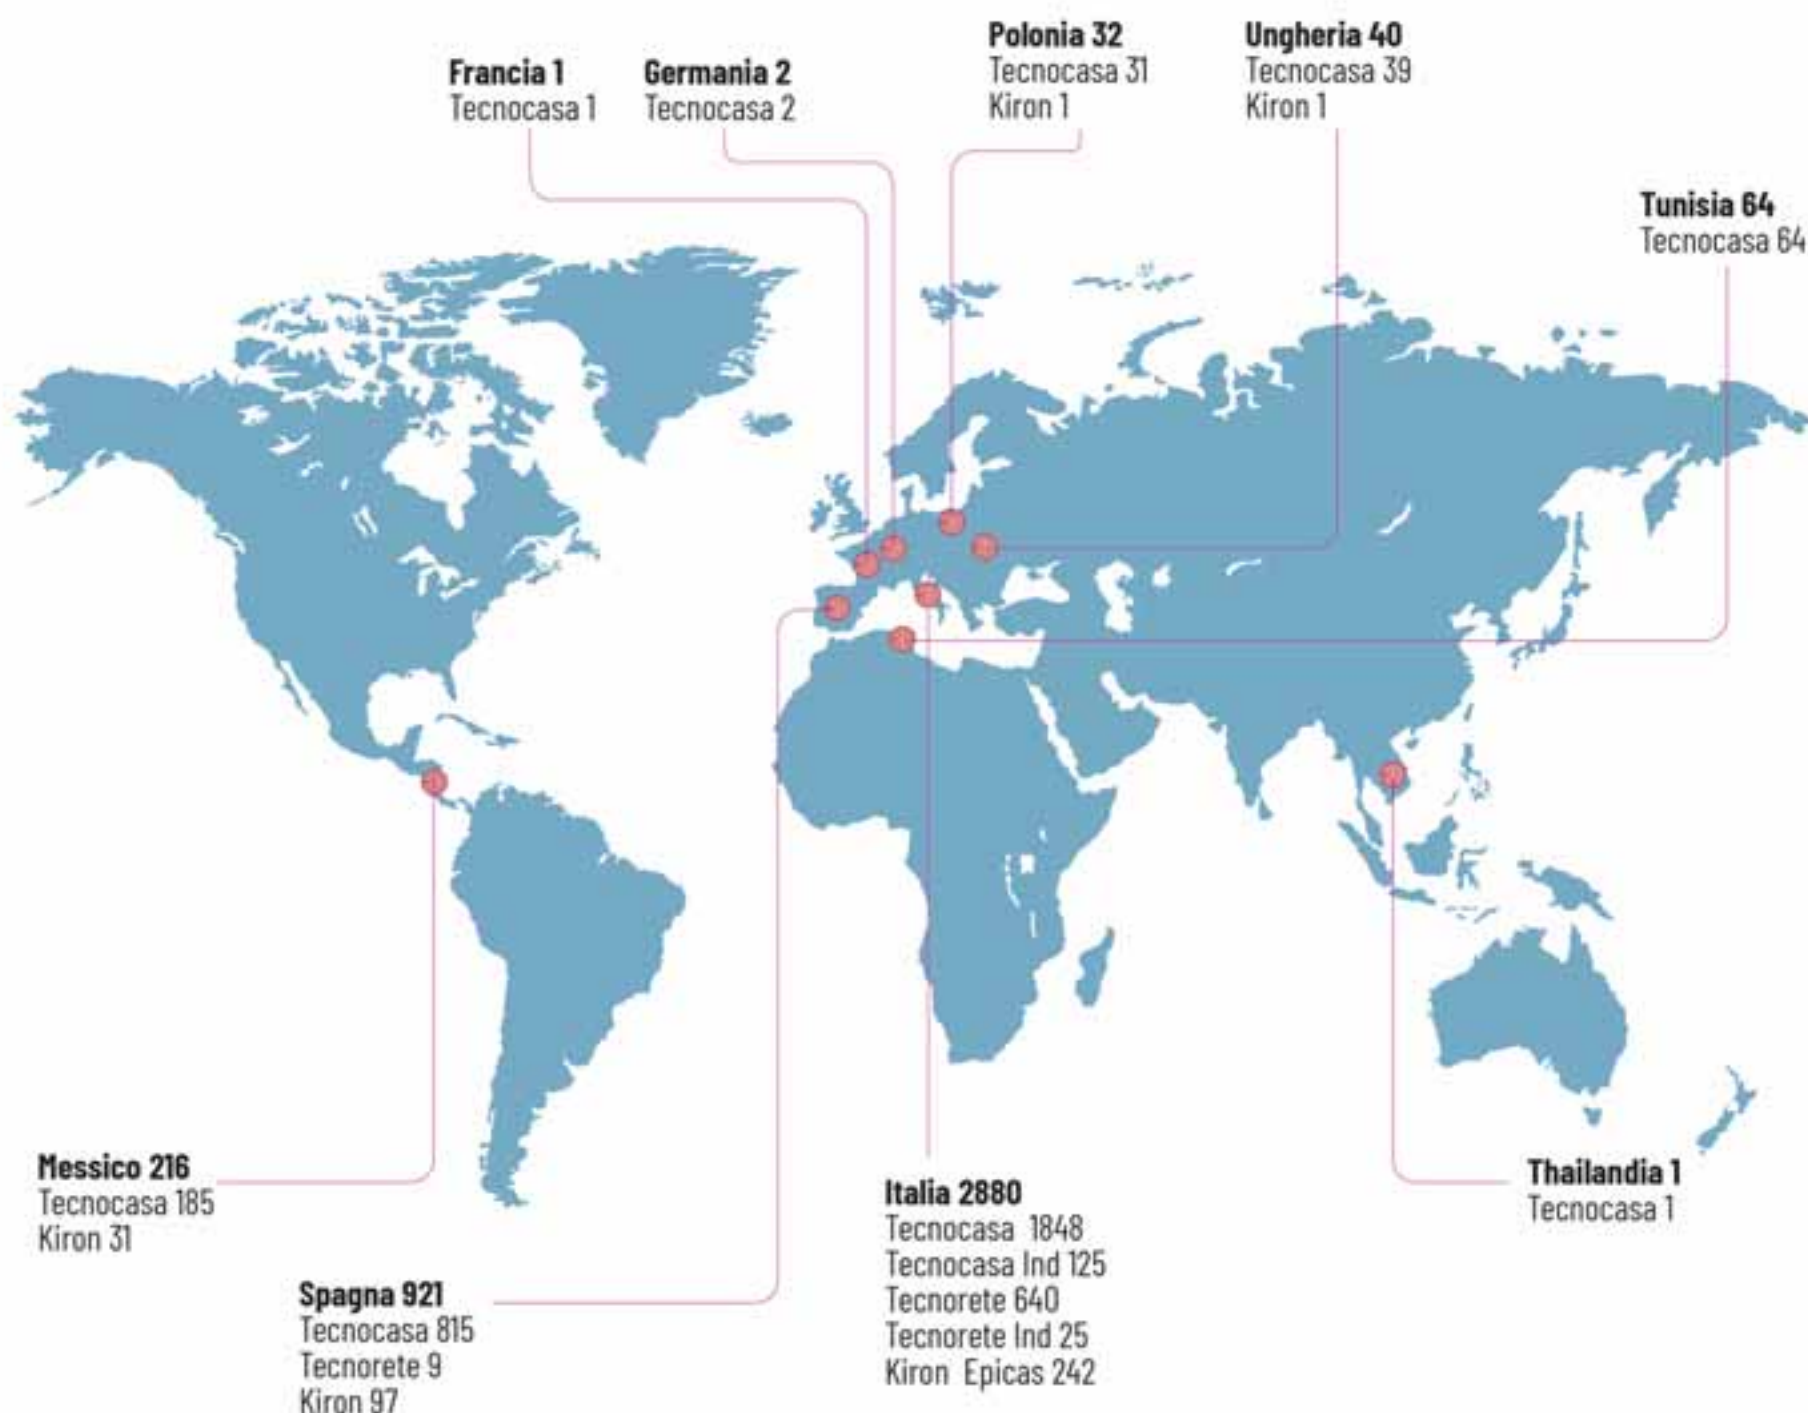 Francia 1
Tecnocasa 1
Germania 2
Tecnocasa 2
Polonia 32
Tecnocasa 31
Kiron 1
Ungheria 40
Tecnocasa 39
Kiron 1
Tunisia 64
Tecnocasa 64
Messico 216
Tecnocasa 185
Kiron 31
Spagna 921
Tecnocasa 815
Tecnorete 9
Kiron 97
Italia 2880
Tecnocasa 1848
Tecnocasa Ind 125
Tecnorete 640
Tecnorete Ind 25
Kiron Epicas 242
Thailandia 1
Tecnocasa 1